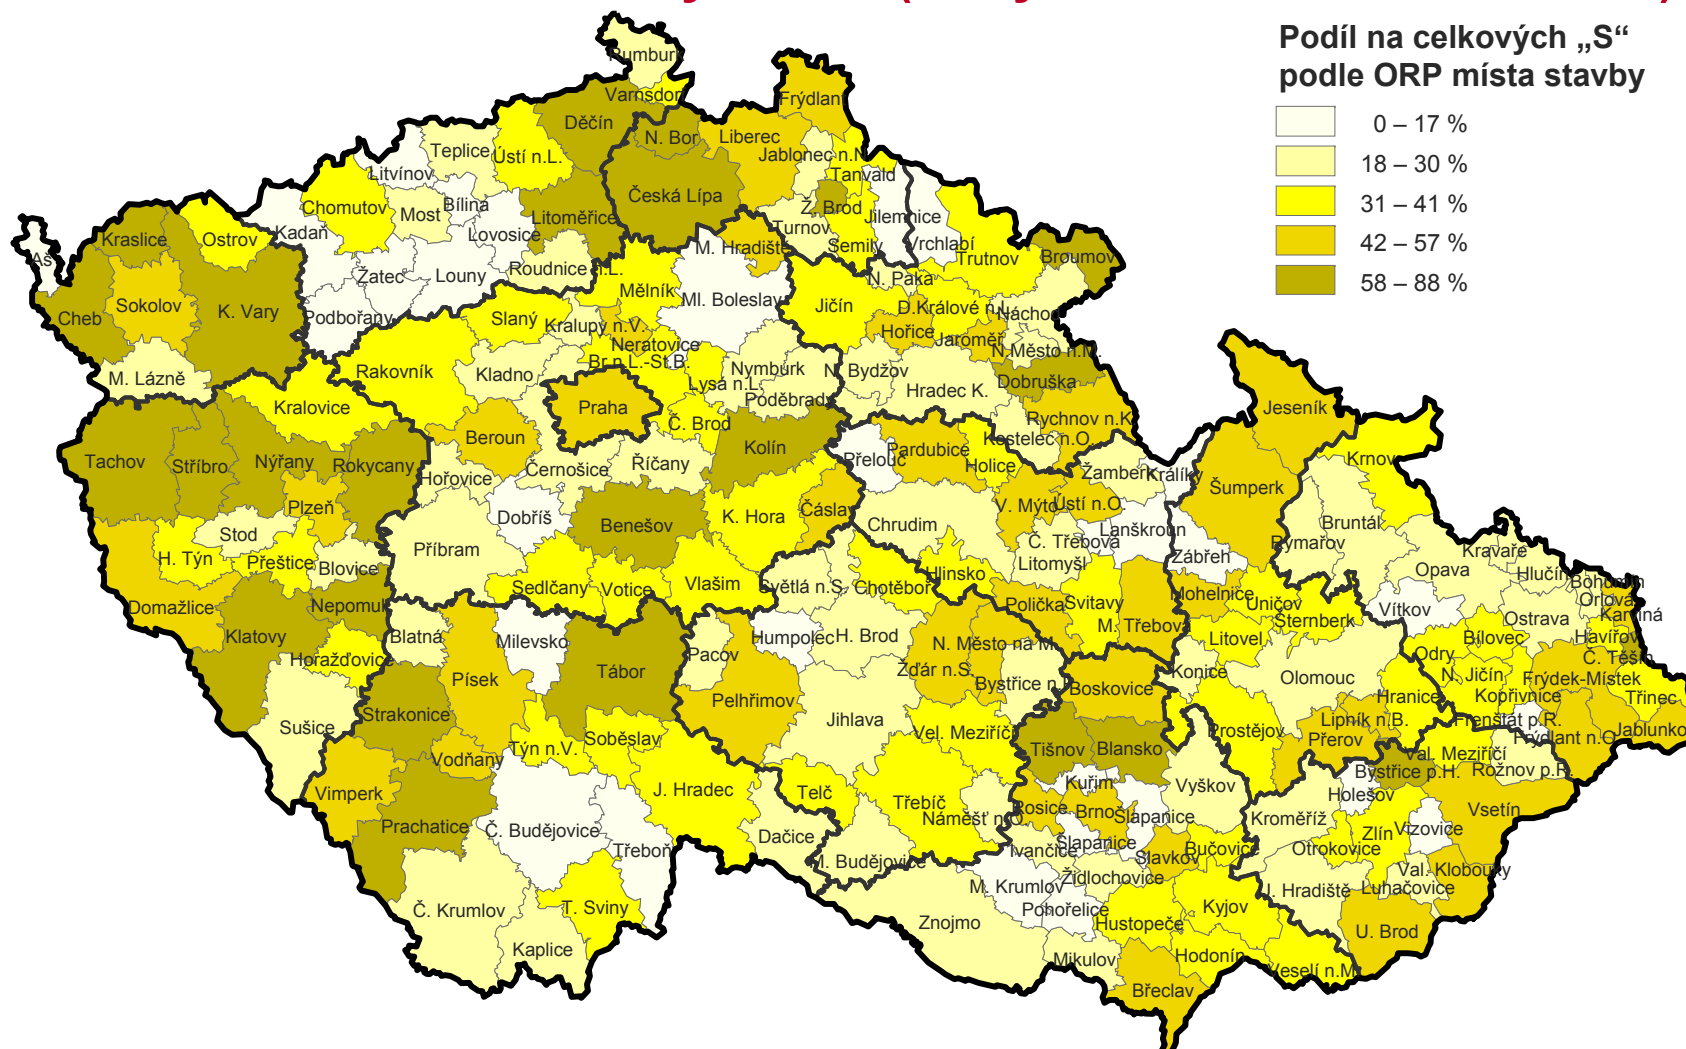 Podíl na celkových „S“
podle ORP místa stavby
0 – 17 %
18 – 30 %
31 – 41 %
42 – 57 %
58 – 88 %
Rumburk
Varnsdorf
Děčín
Frýdlant
N. Bor
Liberec
Teplice
Ústí n.L.
Jablonec n.N.
Litvínov
Tanvald
Česká Lípa
Bílina
Chomutov
Most
Litoměřice
Ž. Brod
Jilemnice
Kadaň
Lovosice
Turnov
Kraslice
Ostrov
M. Hradiště
Semily
Vrchlabí
Trutnov
Broumov
Aš
Žatec
Louny
Roudnice n.L.
N. Paka
Mělník
Ml. Boleslav
Sokolov
K. Vary
Jičín
D.Králové n.L.
Náchod
Cheb
Podbořany
Slaný
Kralupy n.V.
Hořice
Jaroměř
Neratovice
N.Město n.M.
Br.n.L.-St.B.
M. Lázně
Rakovník
Kladno
Lysá n.L.
Nymburk
N. Bydžov
Dobruška
Hradec K.
Poděbrady
Kralovice
Praha
Jeseník
Č. Brod
Rychnov n.K.
Beroun
Kolín
Pardubice
Kostelec n.O.
Tachov
Stříbro
Nýřany
Rokycany
Přelouč
Holice
Krnov
Hořovice
Černošice
Říčany
Žamberk
Králíky
Šumperk
Plzeň
Dobříš
Čáslav
V. Mýto
Ústí n.O.
Stod
Benešov
K. Hora
Chrudim
Lanškroun
Bruntál
Č. Třebová
Rymařov
H. Týn
Přeštice
Blovice
Příbram
Litomyšl
Zábřeh
Kravaře
Opava
Hlučín
Bohumín
Sedlčany
Votice
Vlašim
Světlá n.S.
Chotěboř
Hlinsko
Orlová
Domažlice
Nepomuk
Polička
Svitavy
Mohelnice
Uničov
Vítkov
Ostrava
Karviná
Šternberk
Klatovy
Blatná
Milevsko
Humpolec
H. Brod
M. Třebová
Litovel
Bílovec
Havířov
N. Město na M.
Odry
Č. Těšín
Horažďovice
Pacov
Žďár n.S.
Konice
N. Jičín
Frýdek-Místek
Písek
Tábor
Bystřice n.P.
Boskovice
Olomouc
Hranice
Kopřivnice
Třinec
Pelhřimov
Strakonice
Jihlava
Lipník n.B.
Frenštát p.R.
Sušice
Vel. Meziříčí
Prostějov
Přerov
Frýdlant n.O.
Jablunkov
Soběslav
Týn n.V.
Tišnov
Blansko
Val. Meziříčí
Vodňany
Bystřice p.H.
Rožnov p.R.
Vimperk
J. Hradec
Telč
Třebíč
Kuřim
Vyškov
Holešov
Rosice
Brno
Šlapanice
Vsetín
Prachatice
Č. Budějovice
Náměšť n.O.
Kroměříž
Vizovice
Dačice
Šlapanice
Zlín
Třeboň
Ivančice
Bučovice
Otrokovice
M. Budějovice
Slavkov
Val. Klobouky
Židlochovice
M. Krumlov
Luhačovice
Č. Krumlov
T. Sviny
Pohořelice
Kyjov
Znojmo
Hustopeče
U. Brod
Kaplice
Mikulov
Hodonín
Veselí n.M.
Břeclav